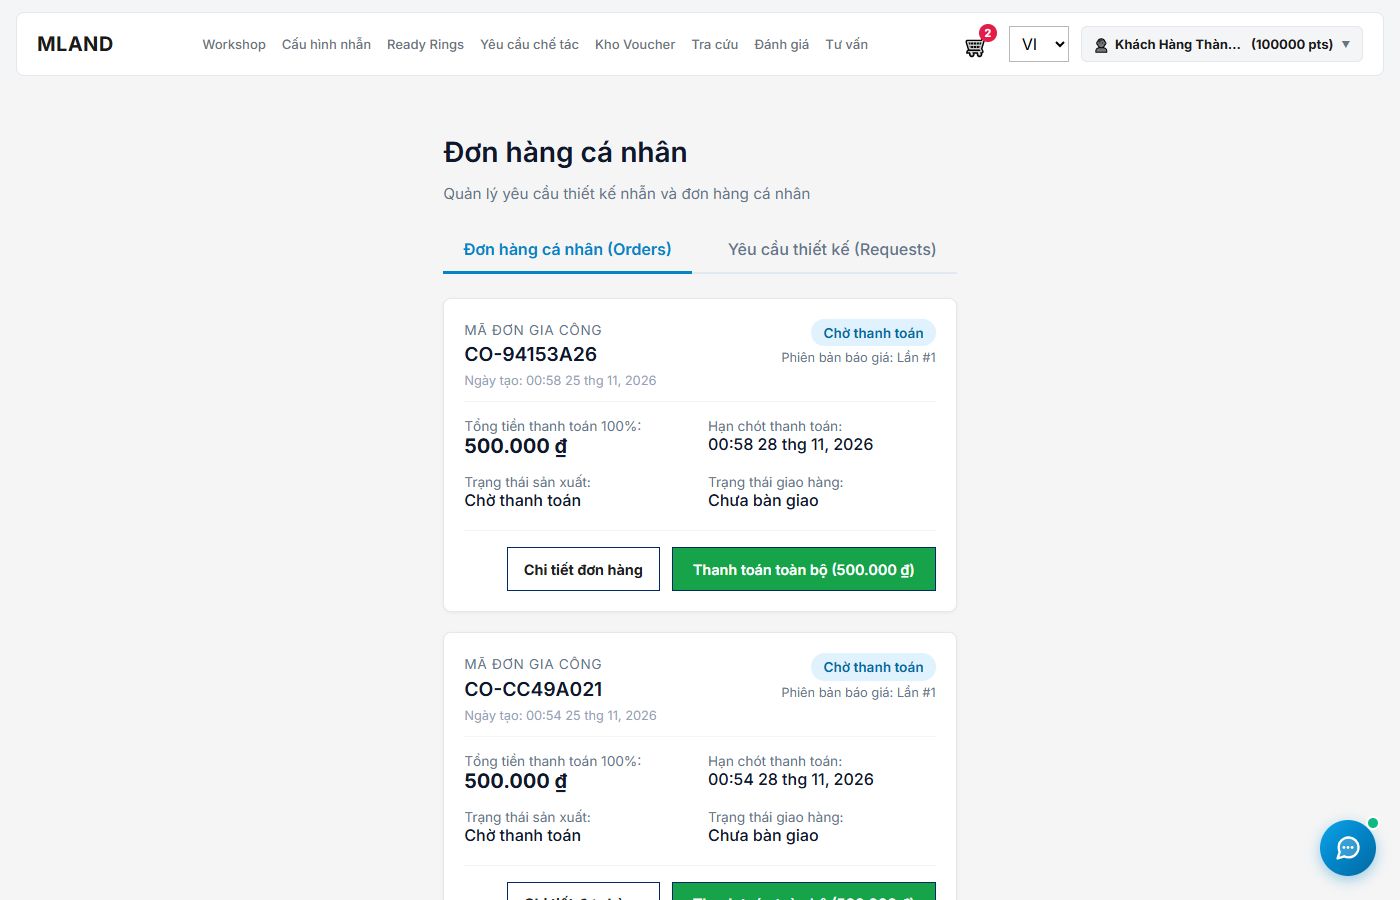 MLAND
Workshop Cấu hình nhẫn Ready Rings Yêu cầu chế tác Kho Voucher Tra cứu Đánh giá Tư vấn
2
VI
Khách Hàng Thàn... (100000 pts)
Đơn hàng cá nhân
Quản lý yêu cầu thiết kế nhẫn và đơn hàng cá nhân
Đơn hàng cá nhân (Orders) Yêu cầu thiết kế (Requests)
MÃ ĐƠN GIA CÔNG
CO-94153A26
Ngày tạo: 00:58 25 thg 11, 2026
Chờ thanh toán
Phiên bản báo giá: Lần #1
Tổng tiền thanh toán 100%:
500.000 ₫
Hạn chót thanh toán:
00:58 28 thg 11, 2026
Trạng thái sản xuất:
Chờ thanh toán
Trạng thái giao hàng:
Chưa bàn giao
Chi tiết đơn hàng
Thanh toán toàn bộ (500.000 ₫)
MÃ ĐƠN GIA CÔNG
CO-CC49A021
Ngày tạo: 00:54 25 thg 11, 2026
Chờ thanh toán
Phiên bản báo giá: Lần #1
Tổng tiền thanh toán 100%:
500.000 ₫
Hạn chót thanh toán:
00:54 28 thg 11, 2026
Trạng thái sản xuất:
Chờ thanh toán
Trạng thái giao hàng:
Chưa bàn giao